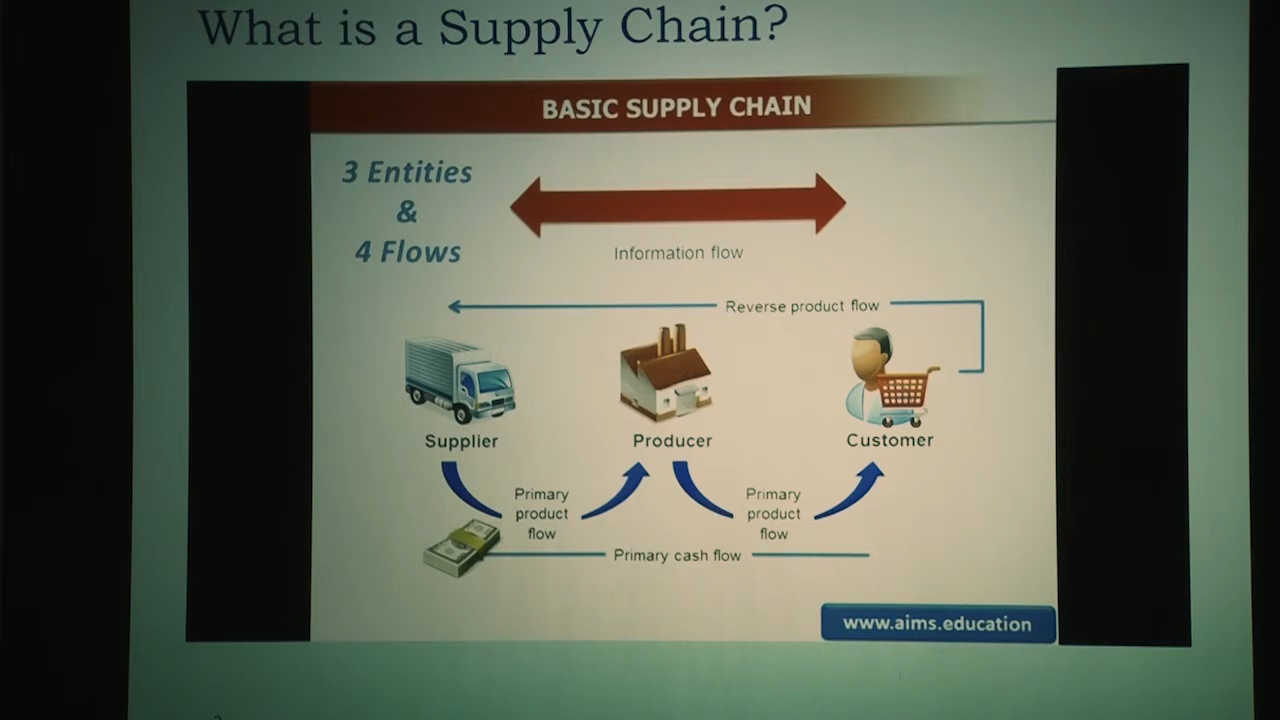 What is a Supply Chain?
BASIC SUPPLY CHAIN
3 Entities
&
4 Flows
Information flow
Reverse product flow
Supplier
Producer
Customer
Primary
product
flow
Primary
product
flow
Primary cash flow
www.aims.education